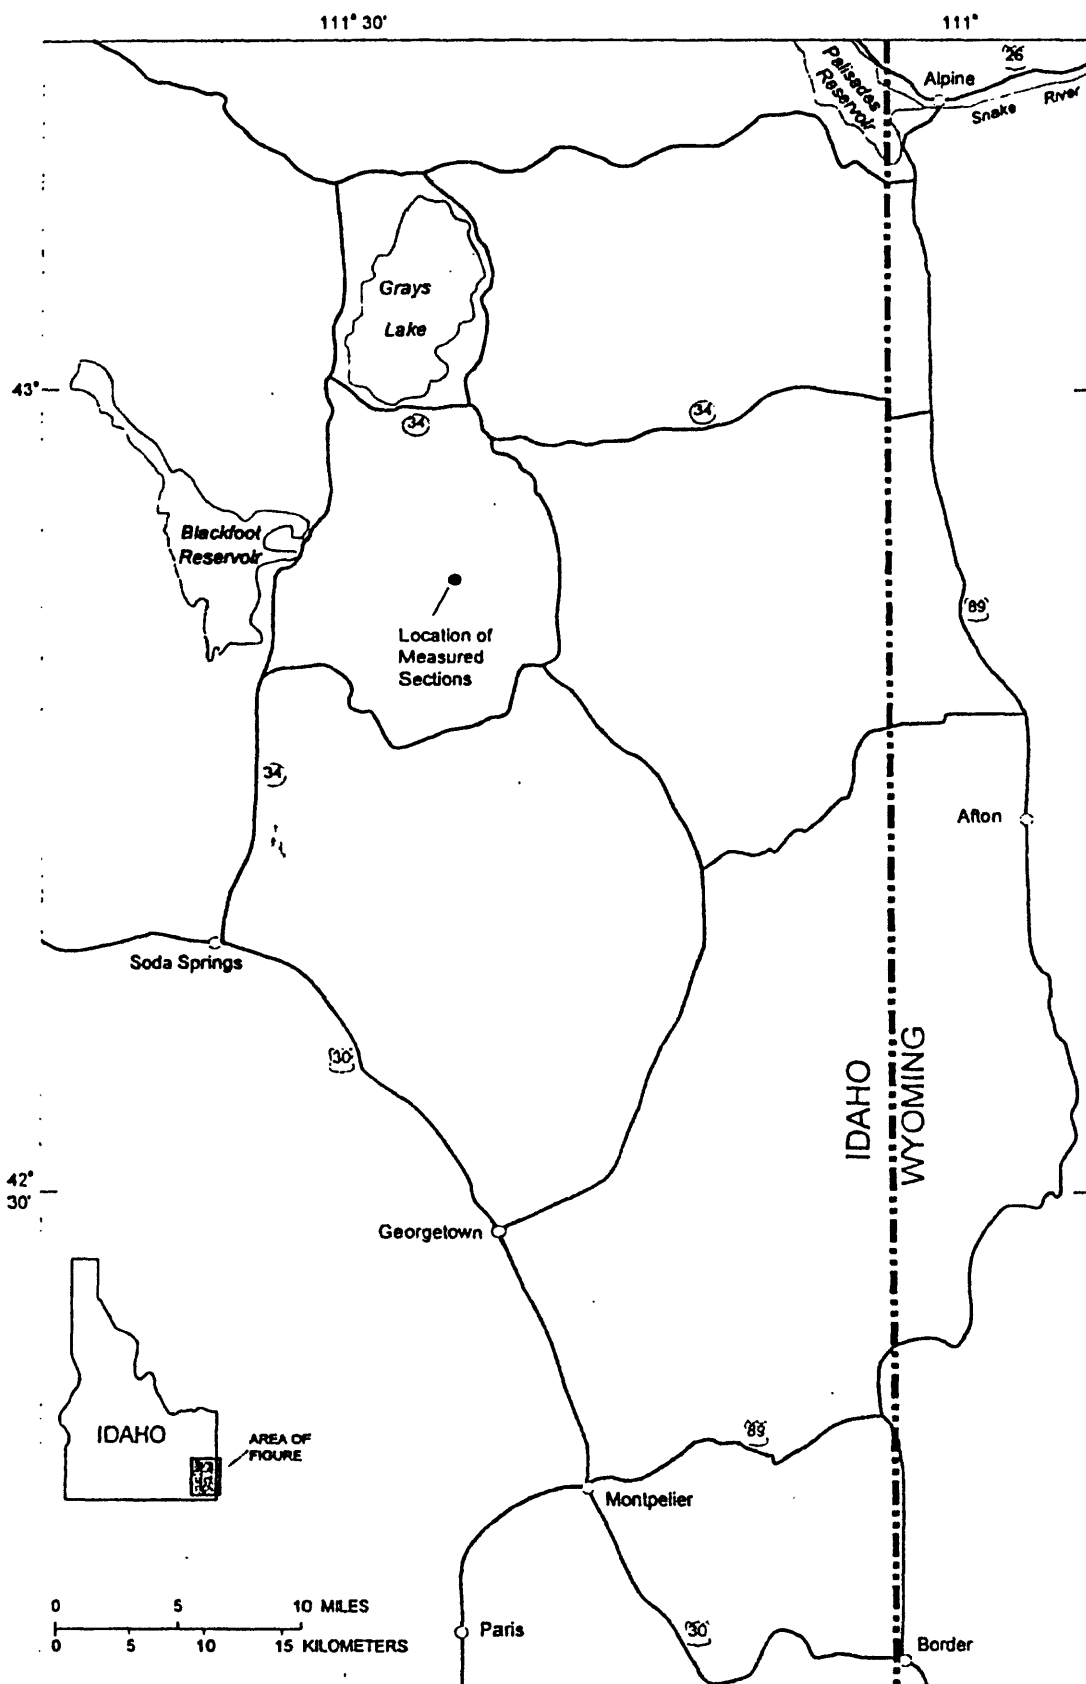 111° 30'
111°
26
Alpine
Palisades
Reservoir
Snake River
Grays
Lake
43°
34
34
Blackfoot
Reservoir
Location of
Measured
Sections
89
34
Afton
Soda Springs
30
IDAHO
WYOMING
42°
30'
Georgetown
IDAHO
AREA OF
FIGURE
89
Montpelier
0 5 10 MILES
0 5 10 15 KILOMETERS
Paris
30
Border